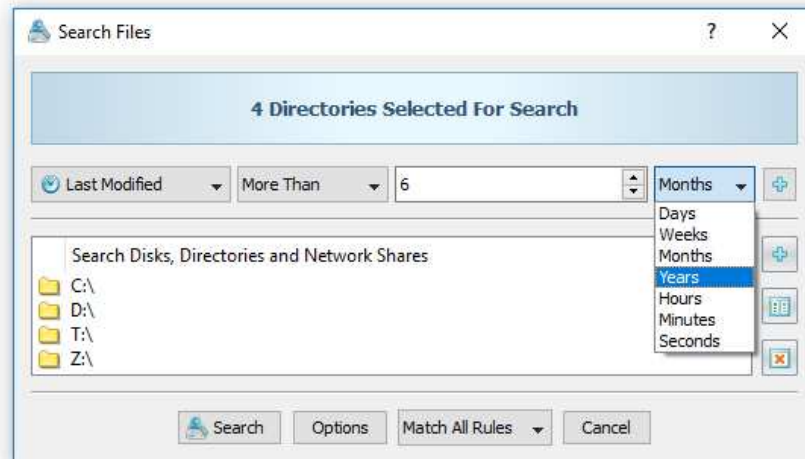 Search Files ?
4 Directories Selected For Search
Last Modified More Than 6 Months
Days
Weeks
Months
Years
Hours
Minutes
Seconds
Search Disks, Directories and Network Shares
C:\
D:\
T:\
Z:\
Search Options Match All Rules Cancel